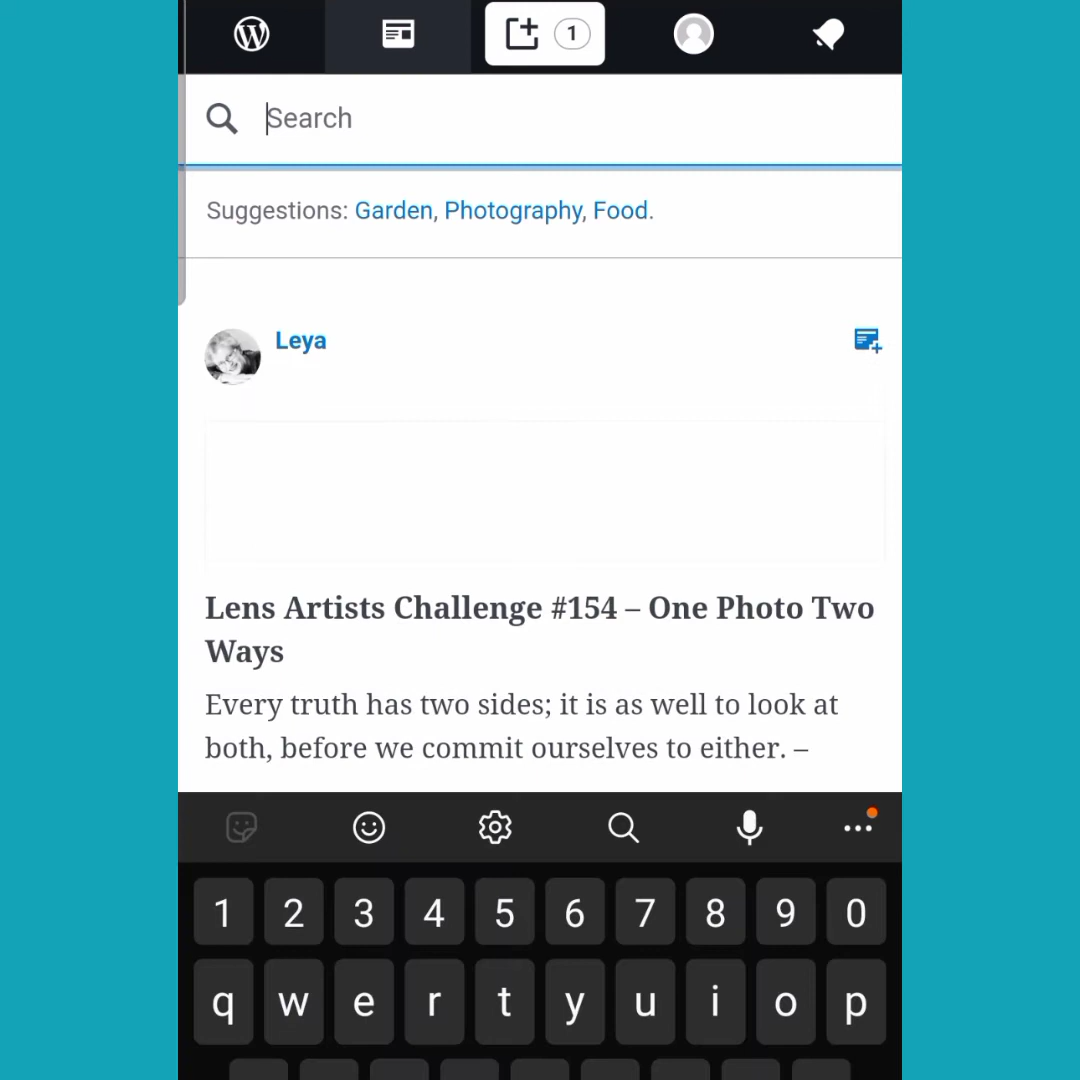 1
Search
Suggestions: Garden, Photography, Food.
Leya
Lens Artists Challenge #154 – One Photo Two
Ways
Every truth has two sides; it is as well to look at
both, before we commit ourselves to either. –
1 2 3 4 5 6 7 8 9 0
q w e r t y u i o p